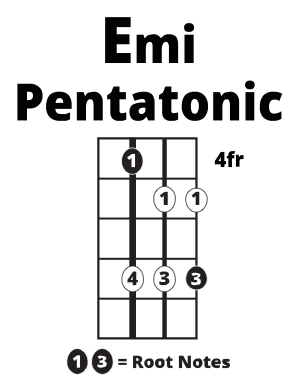 Emi
Pentatonic
1 4fr
1 1
4 3 3
1 3 = Root Notes